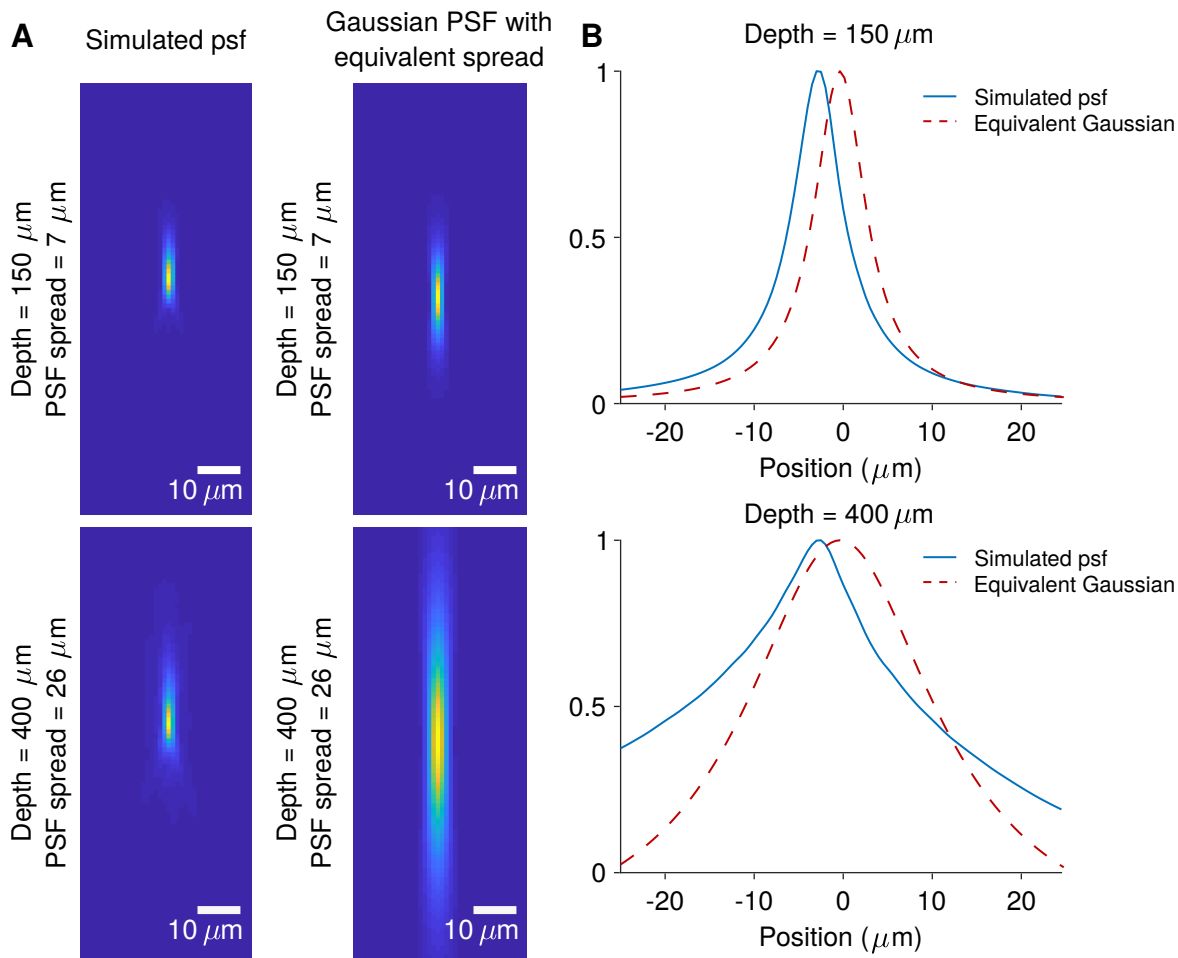 A
Simulated psf
Gaussian PSF with
equivalent spread
Depth = 150 μm
PSF spread = 7 μm
10 μm
Depth = 150 μm
PSF spread = 7 μm
10 μm
Depth = 400 μm
PSF spread = 26 μm
10 μm
Depth = 400 μm
PSF spread = 26 μm
10 μm
B
Depth = 150 μm
1
0.5
0
-20 -10 0 10 20
Position (μm)
Simulated psf
Equivalent Gaussian
Depth = 400 μm
1
0.5
0
-20 -10 0 10 20
Position (μm)
Simulated psf
Equivalent Gaussian